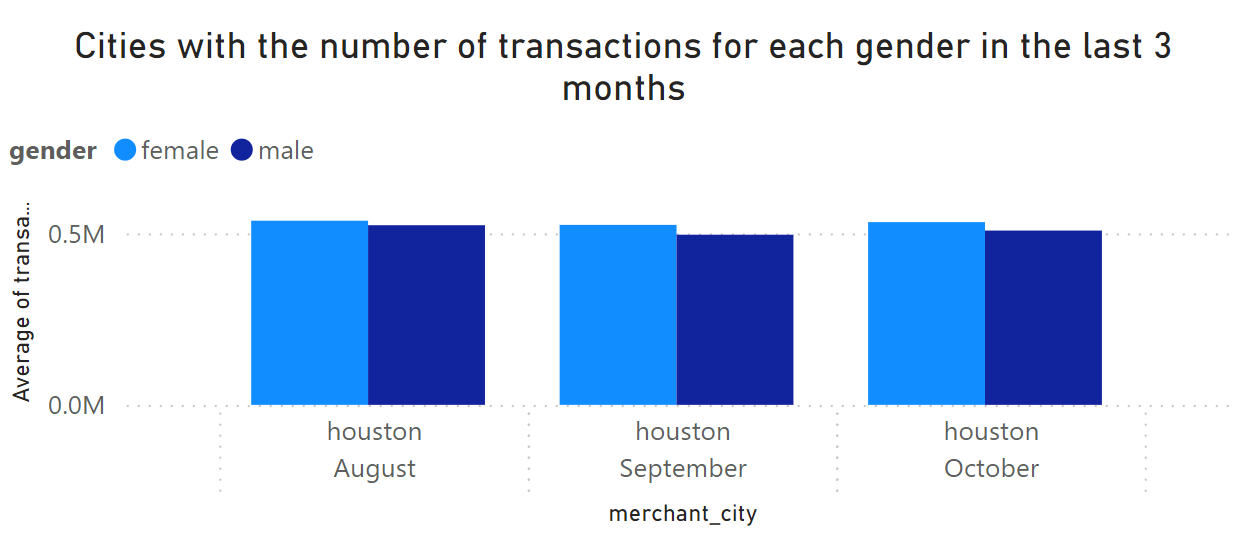 Cities with the number of transactions for each gender in the last 3
months
gender female male
Average of transa...
0.5M
0.0M
houston houston houston
August September October
merchant_city